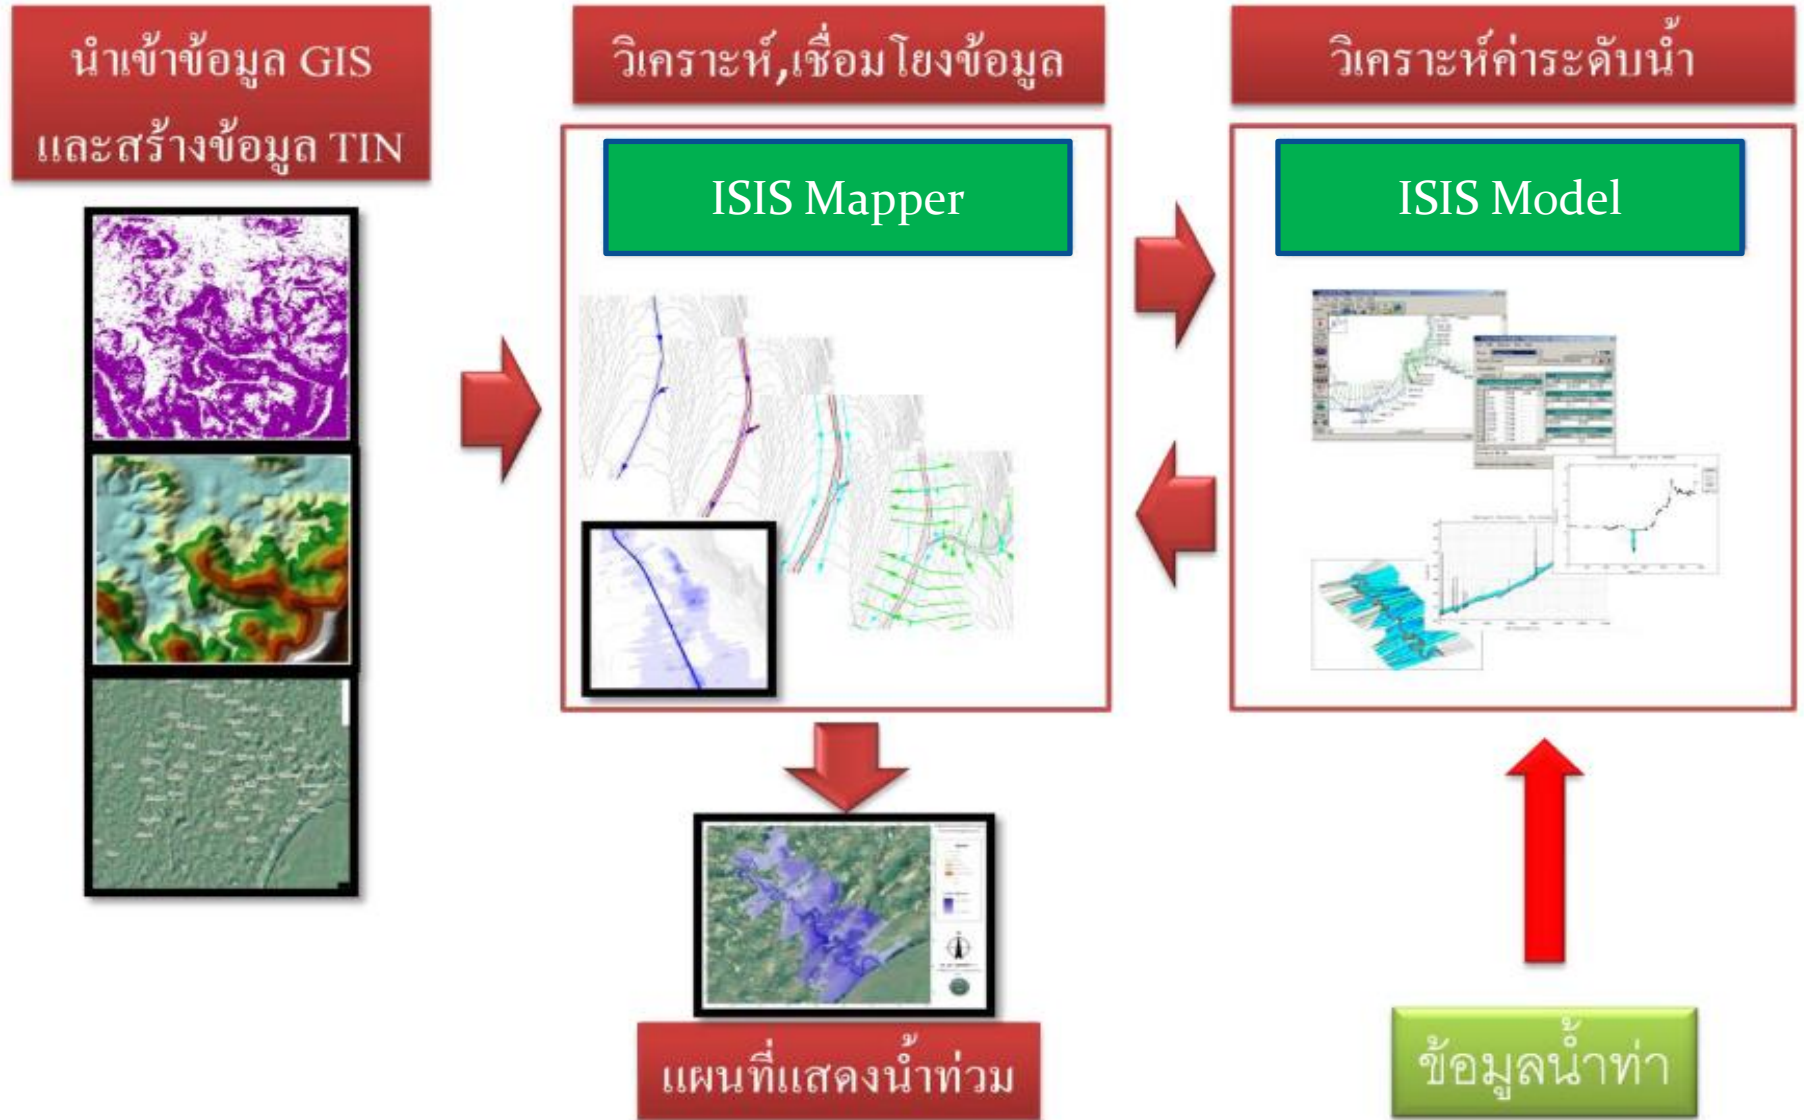 นำเข้าข้อมูล GIS
และสร้างข้อมูล TIN
วิเคราะห์,เชื่อมโยงข้อมูล
ISIS Mapper
วิเคราะห์ค่าระดับน้ำ
ISIS Model
แผนที่แสดงน้ำท่วม
ข้อมูลน้ำท่า